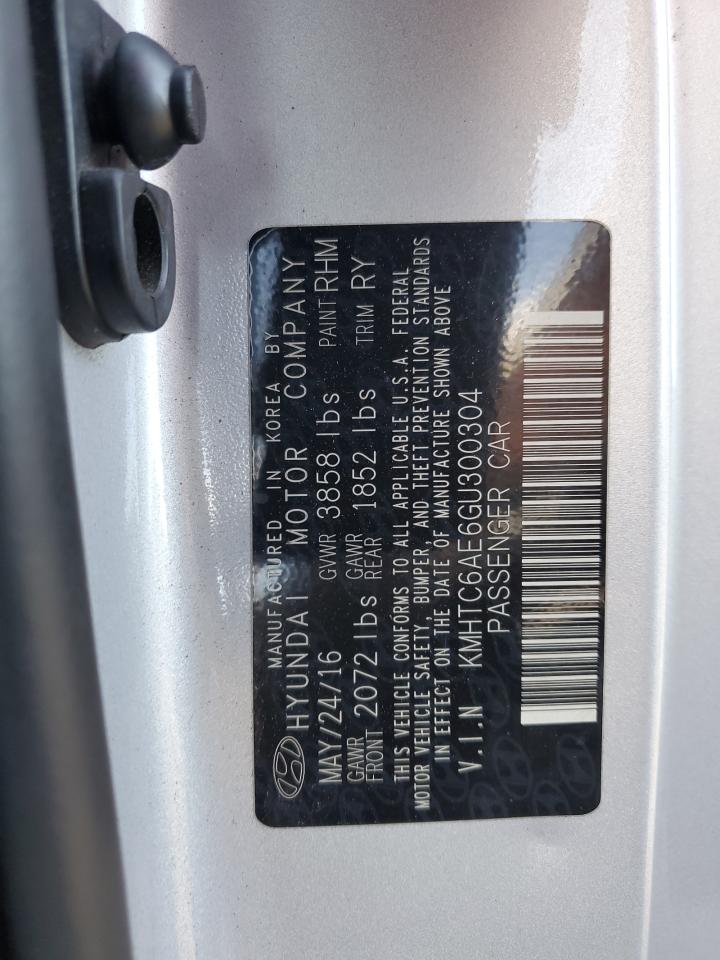 MANUFACTURED IN KOREA BY
HYUNDAI MOTOR COMPANY
MAY/24/16 GVWR 3858 lbs PAINT RHM
GAWR FRONT 2072 lbs GAWR REAR 1852 lbs TRIM RY
THIS VEHICLE CONFORMS TO ALL APPLICABLE U.S.A. FEDERAL
MOTOR VEHICLE SAFETY, BUMPER, AND THEFT PREVENTION STANDARDS
IN EFFECT ON THE DATE OF MANUFACTURE SHOWN ABOVE
V.I.N KMHTC6AE6GU300304
PASSENGER CAR